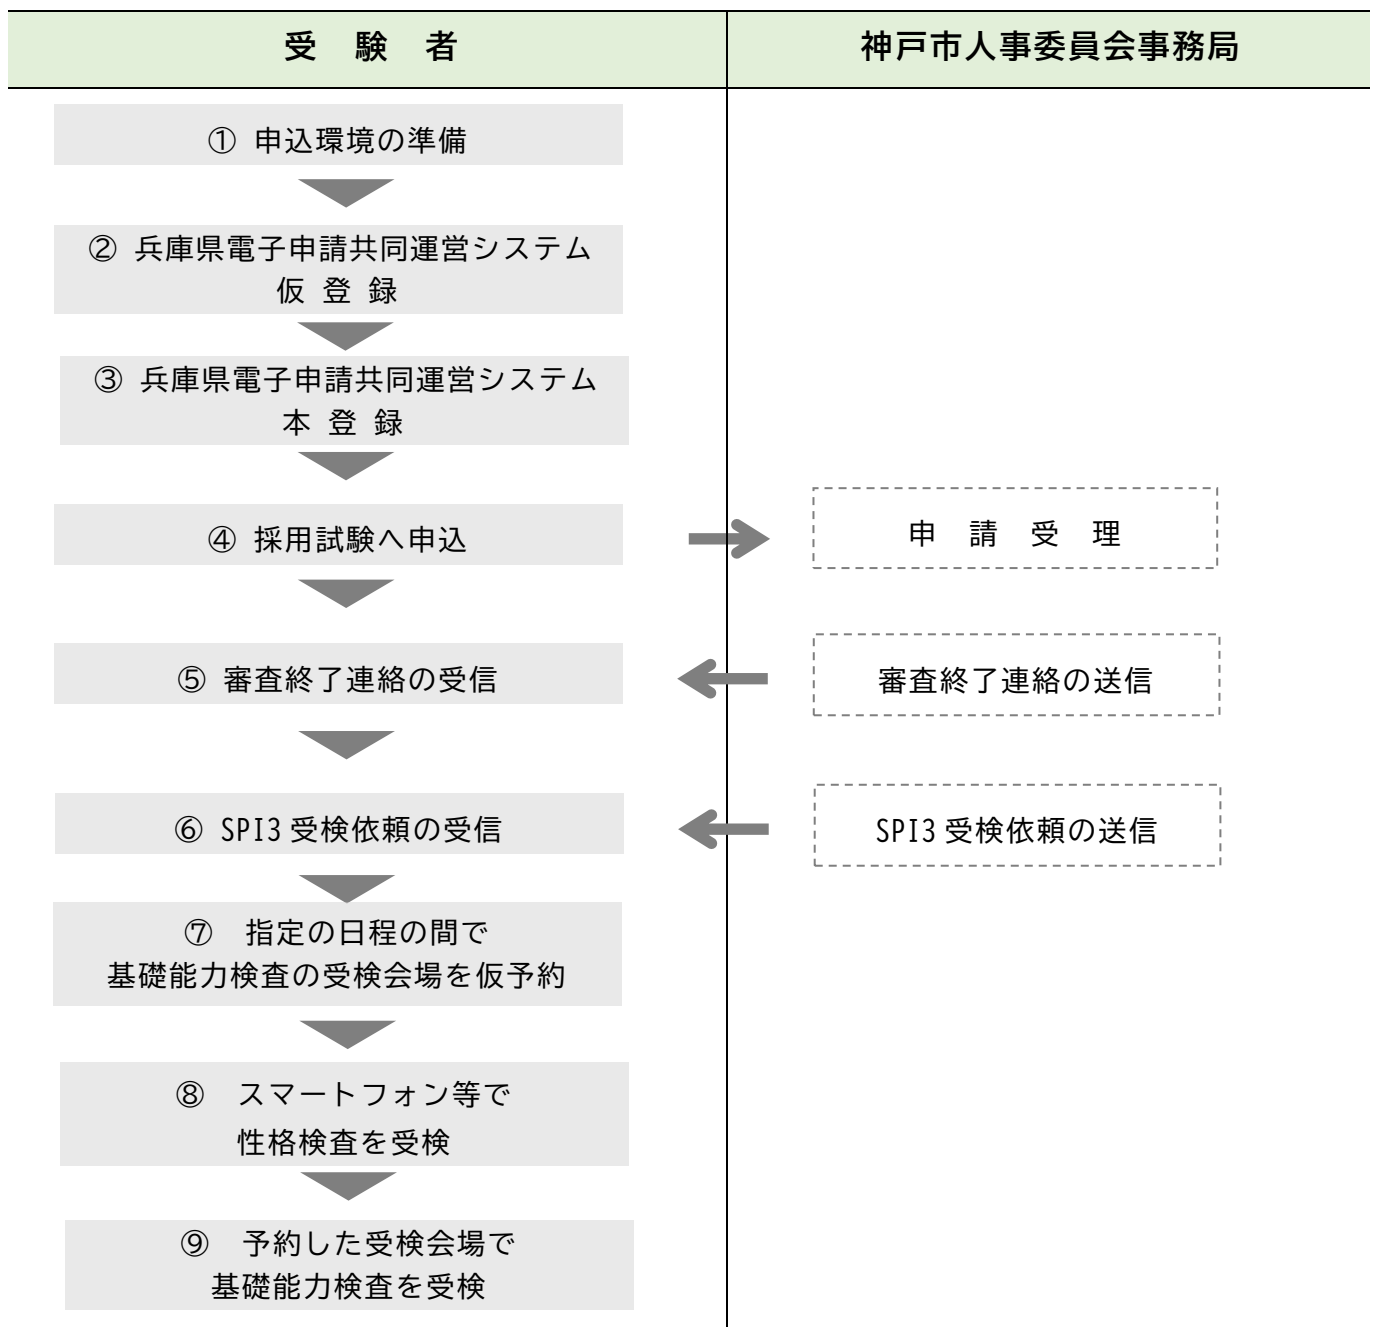 受　験　者
神戸市人事委員会事務局
① 申込環境の準備
② 兵庫県電子申請共同運営システム
仮 登 録
③ 兵庫県電子申請共同運営システム
本 登 録
④ 採用試験へ申込
申　請　受　理
⑤ 審査終了連絡の受信
審査終了連絡の送信
⑥ SPI3 受検依頼の受信
SPI3 受検依頼の送信
⑦　指定の日程の間で
基礎能力検査の受検会場を仮予約
⑧　スマートフォン等で
性格検査を受検
⑨　予約した受検会場で
基礎能力検査を受検